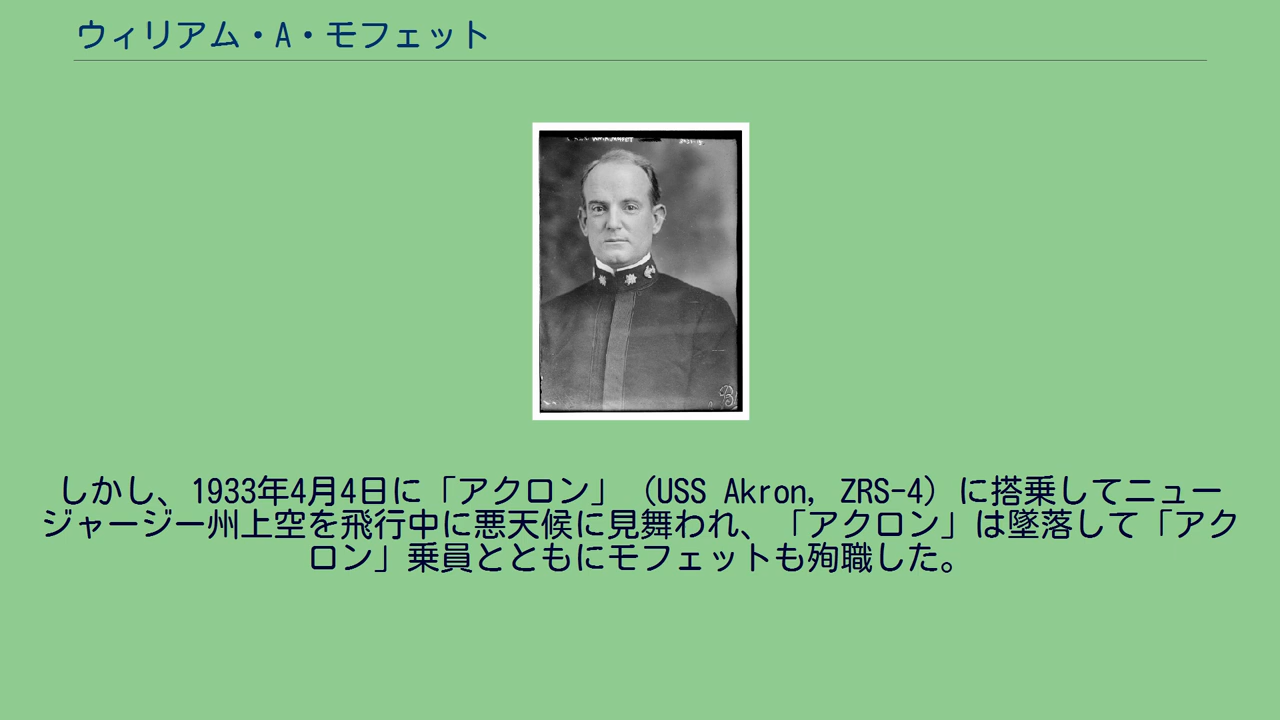 ウィリアム・A・モフェット
しかし、1933年4月4日に「アクロン」（USS Akron, ZRS-4）に搭乗してニュー
ジャージー州上空を飛行中に悪天候に見舞われ、「アクロン」は墜落して「アク
ロン」乗員とともにモフェットも殉職した。